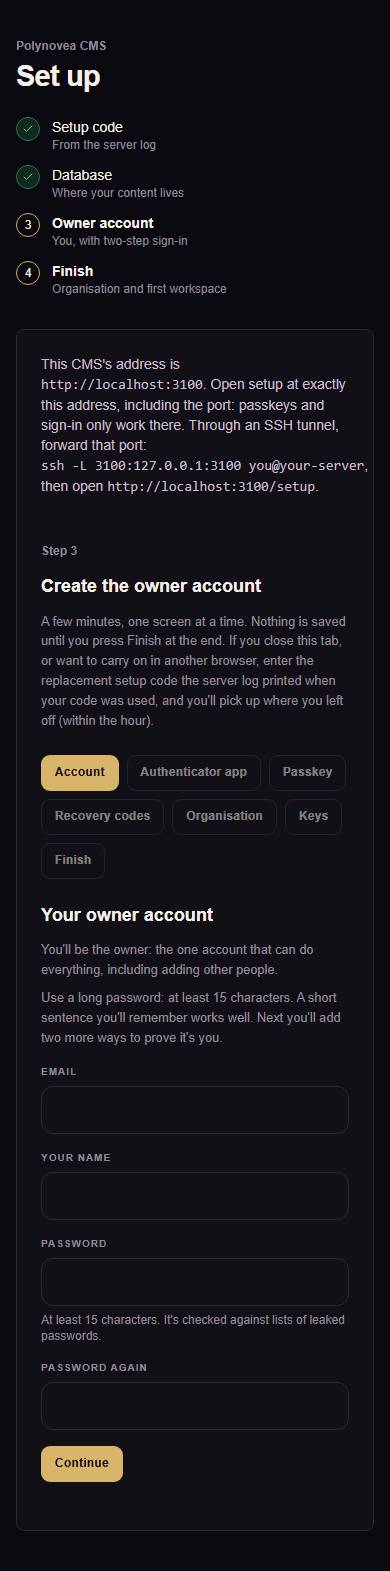 Polynovea CMS
Set up
Setup code
From the server log
Database
Where your content lives
3
Owner account
You, with two-step sign-in
4
Finish
Organisation and first workspace
This CMS's address is
http://localhost:3100. Open setup at exactly
this address, including the port: passkeys and
sign-in only work there. Through an SSH tunnel,
forward that port:
ssh -L 3100:127.0.0.1:3100 you@your-server,
then open http://localhost:3100/setup.
Step 3
Create the owner account
A few minutes, one screen at a time. Nothing is saved
until you press Finish at the end. If you close this tab,
or want to carry on in another browser, enter the
replacement setup code the server log printed when
your code was used, and you'll pick up where you left
off (within the hour).
Account Authenticator app Passkey
Recovery codes Organisation Keys
Finish
Your owner account
You'll be the owner: the one account that can do
everything, including adding other people.
Use a long password: at least 15 characters. A short
sentence you'll remember works well. Next you'll add
two more ways to prove it's you.
EMAIL
YOUR NAME
PASSWORD
At least 15 characters. It's checked against lists of leaked
passwords.
PASSWORD AGAIN
Continue